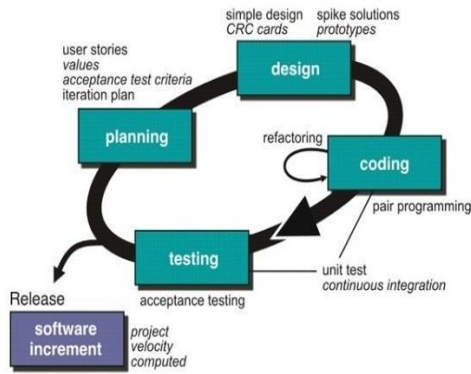 simple design
CRC cards
spike solutions
prototypes
user stories
values
acceptance test criteria
iteration plan
design
planning
refactoring
coding
pair programming
testing
unit test
continuous integration
acceptance testing
Release
software
increment
project
velocity
computed